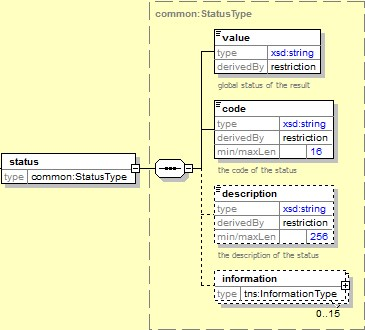 common:StatusType
value
type xsd:string
derivedBy restriction
global status of the result
code
type xsd:string
derivedBy restriction
min/maxLen 16
the code of the status
status
type common:StatusType
description
type xsd:string
derivedBy restriction
min/maxLen 256
the description of the status
information
type tns:InformationType
0..15